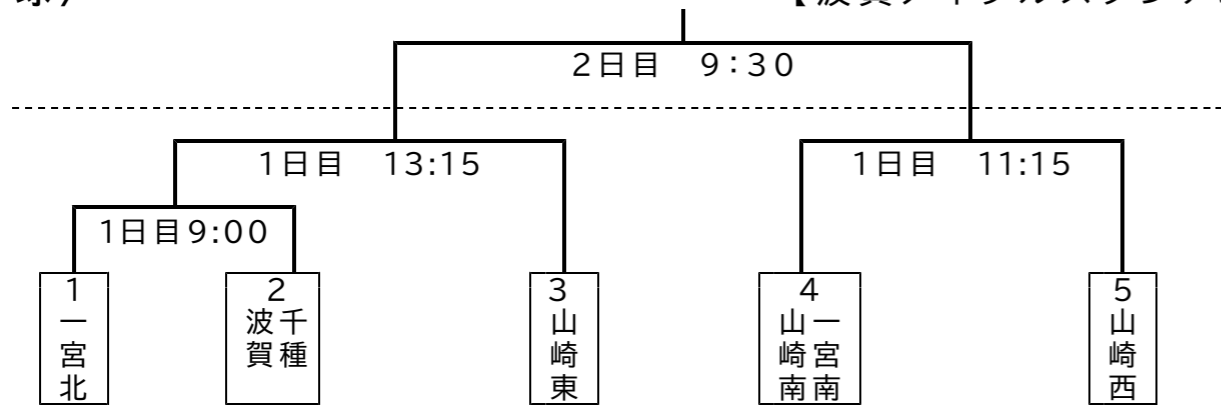 2日目　9：30
1日目　13:15
1日目　11:15
1日目9:00
1
一宮北
2
千種
波賀
3
山崎東
4
一宮南
山崎南
5
山崎西